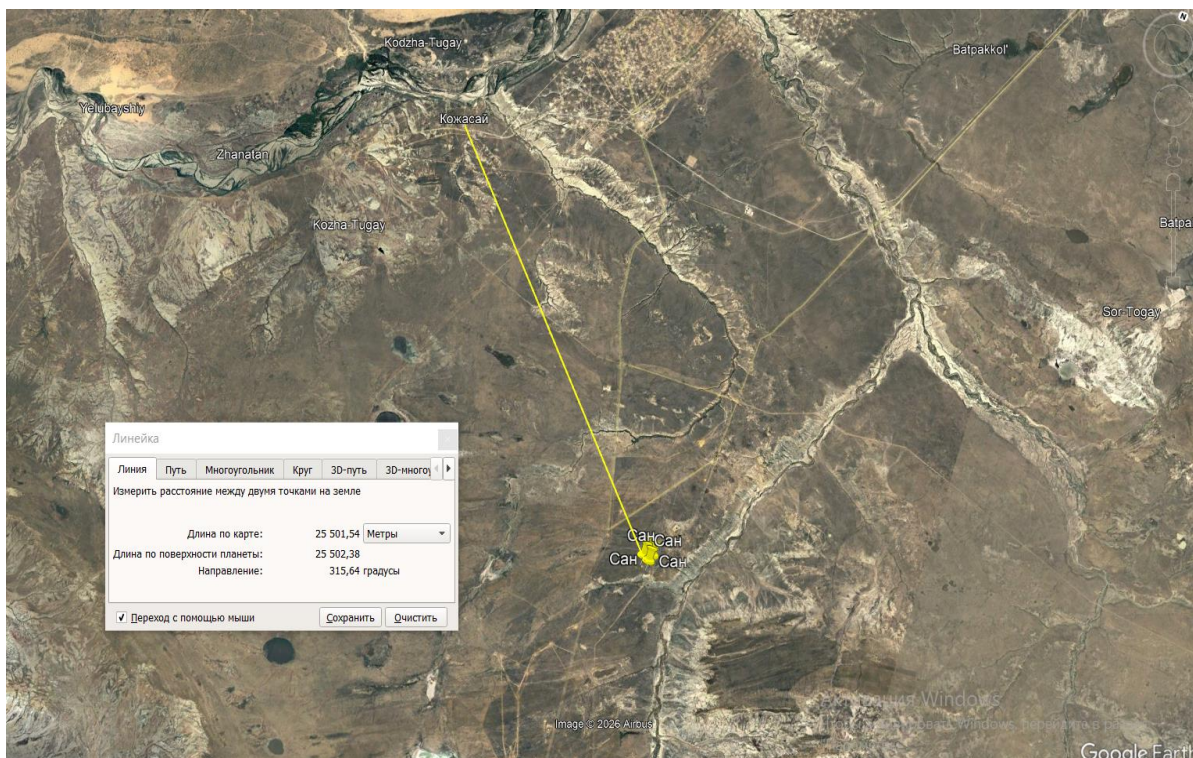 N
Kodzha-Tugay
Batpakkol'
Yelubayshiy
Кожасай
Zhanatan
Kozha-Tugay
Batpa
Sor-Togay
Линейка
Линия Путь Многоугольник Круг 3D-путь 3D-многоу
Измерить расстояние между двумя точками на земле
Длина по карте: 25 501,54 Метры
Длина по поверхности планеты: 25 502,38
Направление: 315,64 градусы
Переход с помощью мыши Сохранить Очистить
Сан Сан
Сан Сан
Windows
Image © 2026 Airbus
Google Earth